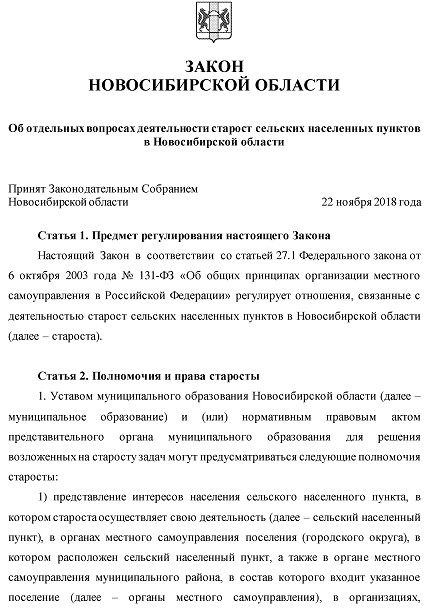 ЗАКОН
НОВОСИБИРСКОЙ ОБЛАСТИ
Об отдельных вопросах деятельности старост сельских населенных пунктов
в Новосибирской области
Принят Законодательным Собранием
Новосибирской области 22 ноября 2018 года
Статья 1. Предмет регулирования настоящего Закона
Настоящий Закон в соответствии со статьей 27.1 Федерального закона от
6 октября 2003 года № 131-ФЗ «Об общих принципах организации местного
самоуправления в Российской Федерации» регулирует отношения, связанные с
деятельностью старост сельских населенных пунктов в Новосибирской области
(далее – староста).
Статья 2. Полномочия и права старосты
1. Уставом муниципального образования Новосибирской области (далее –
муниципальное образование) и (или) нормативным правовым актом
представительного органа муниципального образования для решения
возложенных на старосту задач могут предусматриваться следующие полномочия
старосты:
1) представление интересов населения сельского населенного пункта, в
котором староста осуществляет свою деятельность (далее – сельский населенный
пункт), в органах местного самоуправления поселения (городского округа), в
котором расположен сельский населенный пункт, а также в органе местного
самоуправления муниципального района, в состав которого входит указанное
поселение (далее – органы местного самоуправления), в организациях,